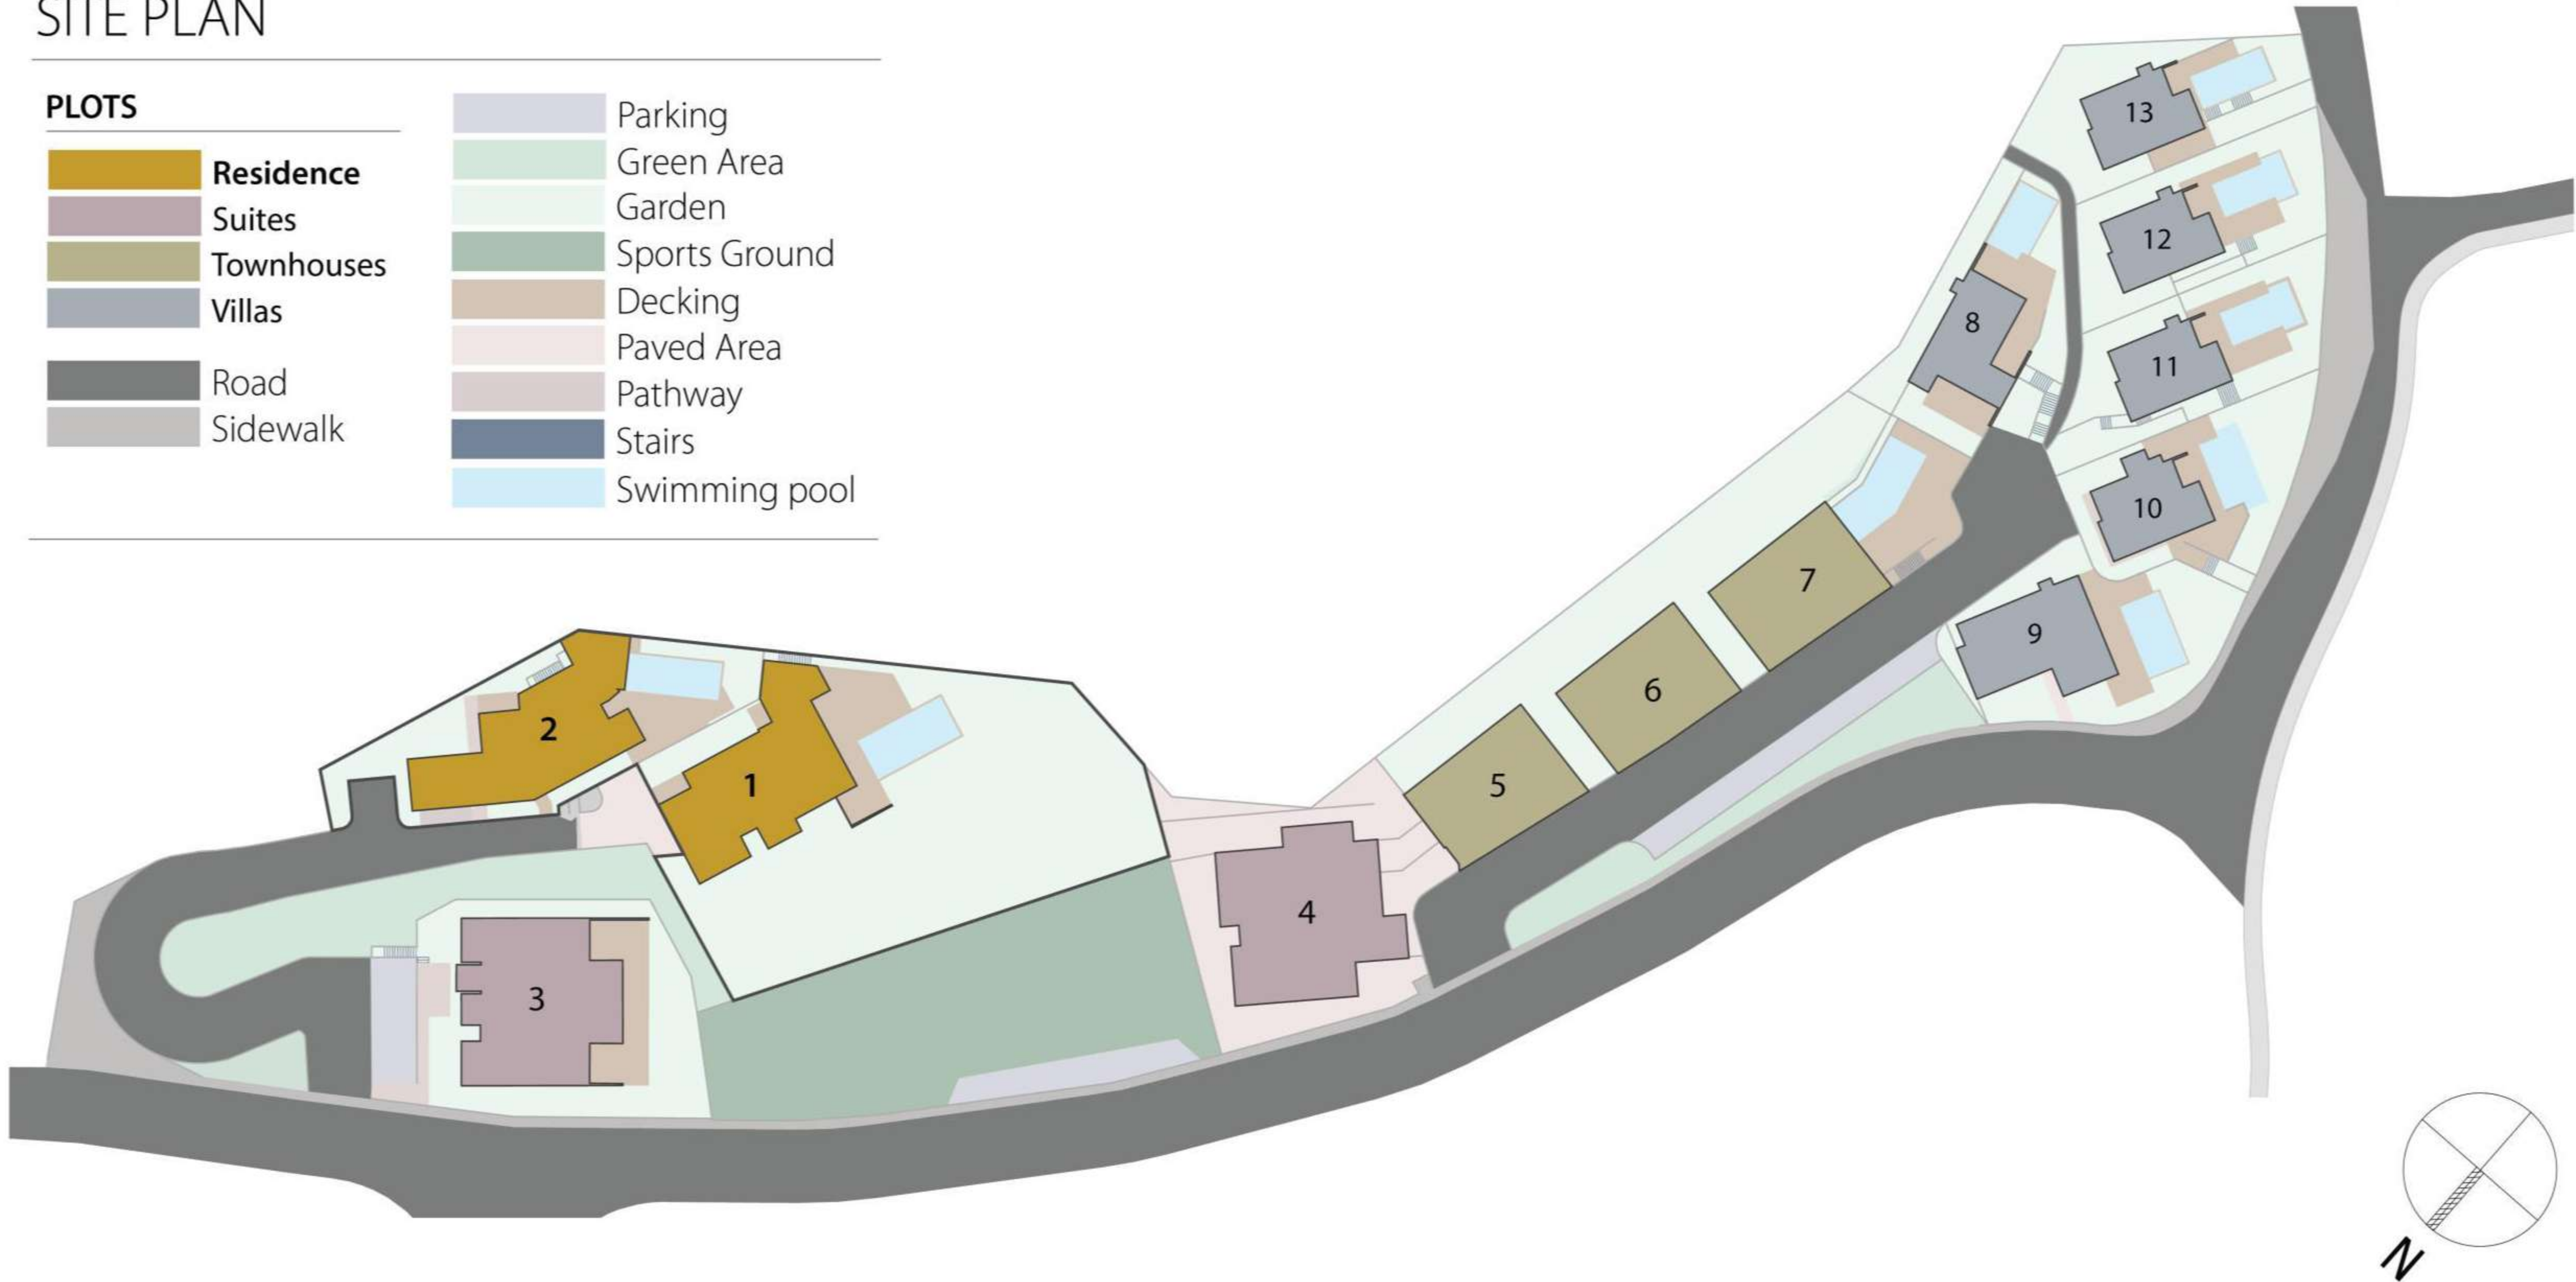 SITE PLAN
PLOTS
Residence
Suites
Townhouses
Villas
Road
Sidewalk
Parking
Green Area
Garden
Sports Ground
Decking
Paved Area
Pathway
Stairs
Swimming pool
13
12
8
11
10
7
9
6
2
1
5
4
3
N